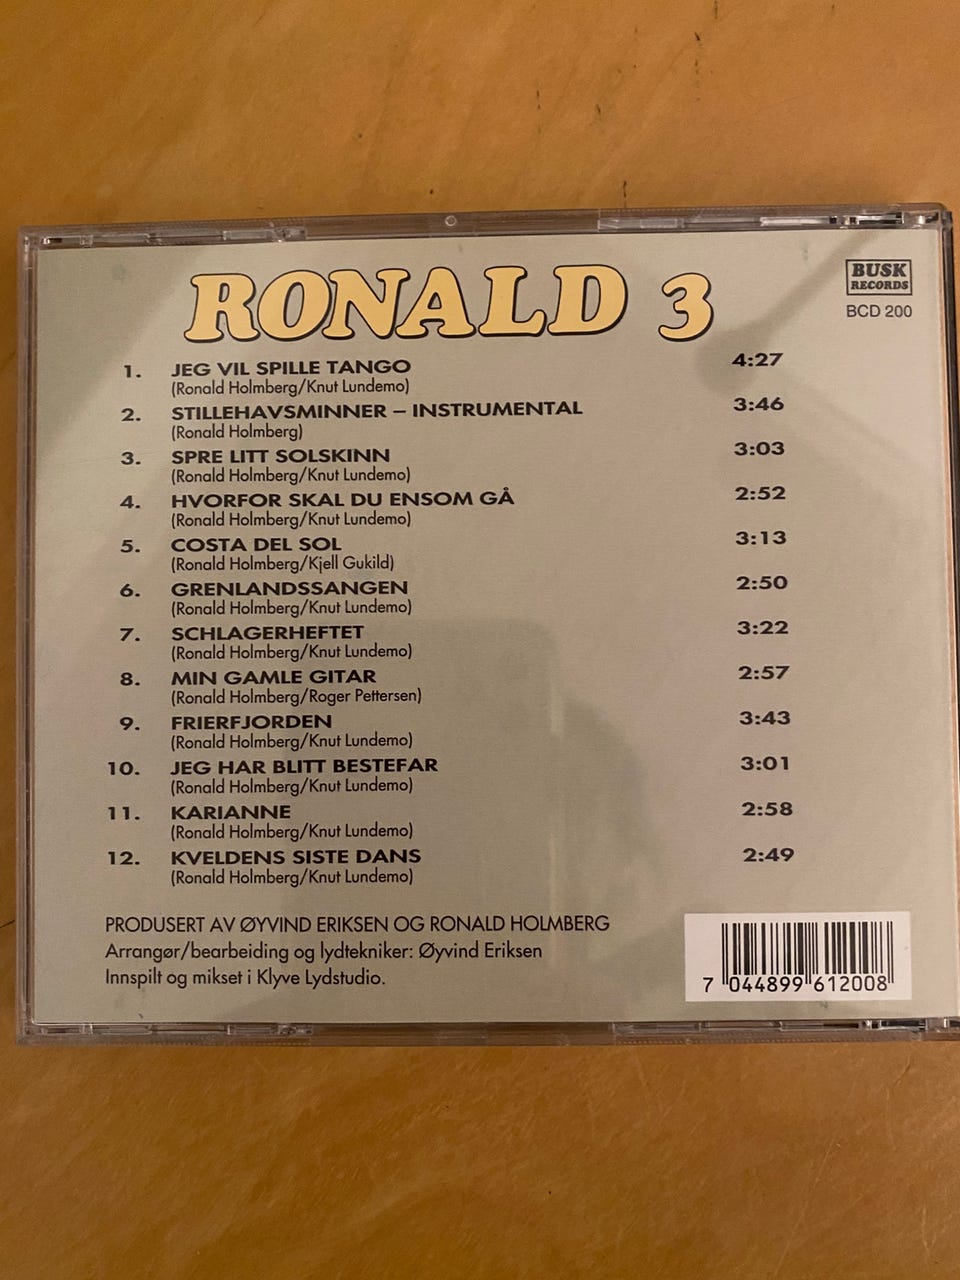 RONALD 3
BUSK
RECORDS
BCD 200
1. JEG VIL SPILLE TANGO 4:27
(Ronald Holmberg/Knut Lundemo)
2. STILLEHAVSMINNER – INSTRUMENTAL 3:46
(Ronald Holmberg)
3. SPRE LITT SOLSKINN 3:03
(Ronald Holmberg/Knut Lundemo)
4. HVORFOR SKAL DU ENSOM GÅ 2:52
(Ronald Holmberg/Knut Lundemo)
5. COSTA DEL SOL 3:13
(Ronald Holmberg/Kjell Gukild)
6. GRENLANDSSANGEN 2:50
(Ronald Holmberg/Knut Lundemo)
7. SCHLAGERHEFTET 3:22
(Ronald Holmberg/Knut Lundemo)
8. MIN GAMLE GITAR 2:57
(Ronald Holmberg/Roger Pettersen)
9. FRIERFJORDEN 3:43
(Ronald Holmberg/Knut Lundemo)
10. JEG HAR BLITT BESTEFAR 3:01
(Ronald Holmberg/Knut Lundemo)
11. KARIANNE 2:58
(Ronald Holmberg/Knut Lundemo)
12. KVELDENS SISTE DANS 2:49
(Ronald Holmberg/Knut Lundemo)
PRODUSERT AV ØYVIND ERIKSEN OG RONALD HOLMBERG
Arrangør/bearbeiding og lydtekniker: Øyvind Eriksen
Innspilt og mikset i Klyve Lydstudio.
7 044899 612008